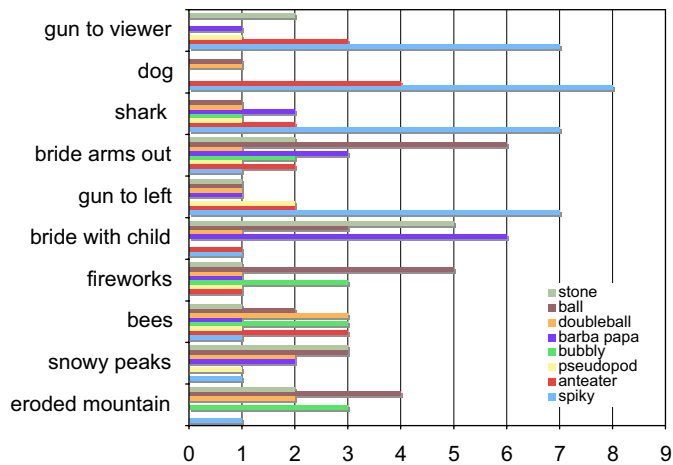 gun to viewer
dog
shark
bride arms out
gun to left
bride with child
fireworks
bees
snowy peaks
eroded mountain
stone
ball
doubleball
barba papa
bubbly
pseudopod
anteater
spiky
0 1 2 3 4 5 6 7 8 9